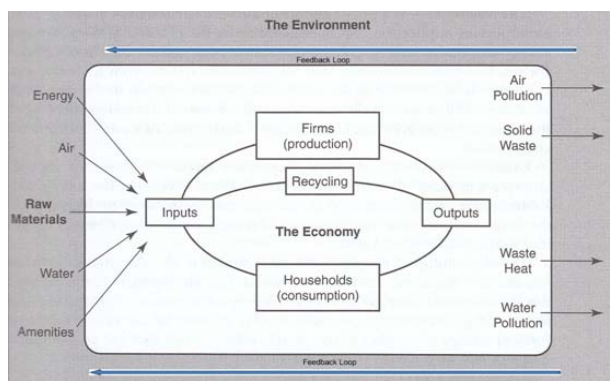 The Environment
Feedback Loop
Energy
Air
Raw
Materials
Water
Amenities
Firms
(production)
Recycling
Inputs
Outputs
The Economy
Households
(consumption)
Air
Pollution
Solid
Waste
Waste
Heat
Water
Pollution
Feedback Loop